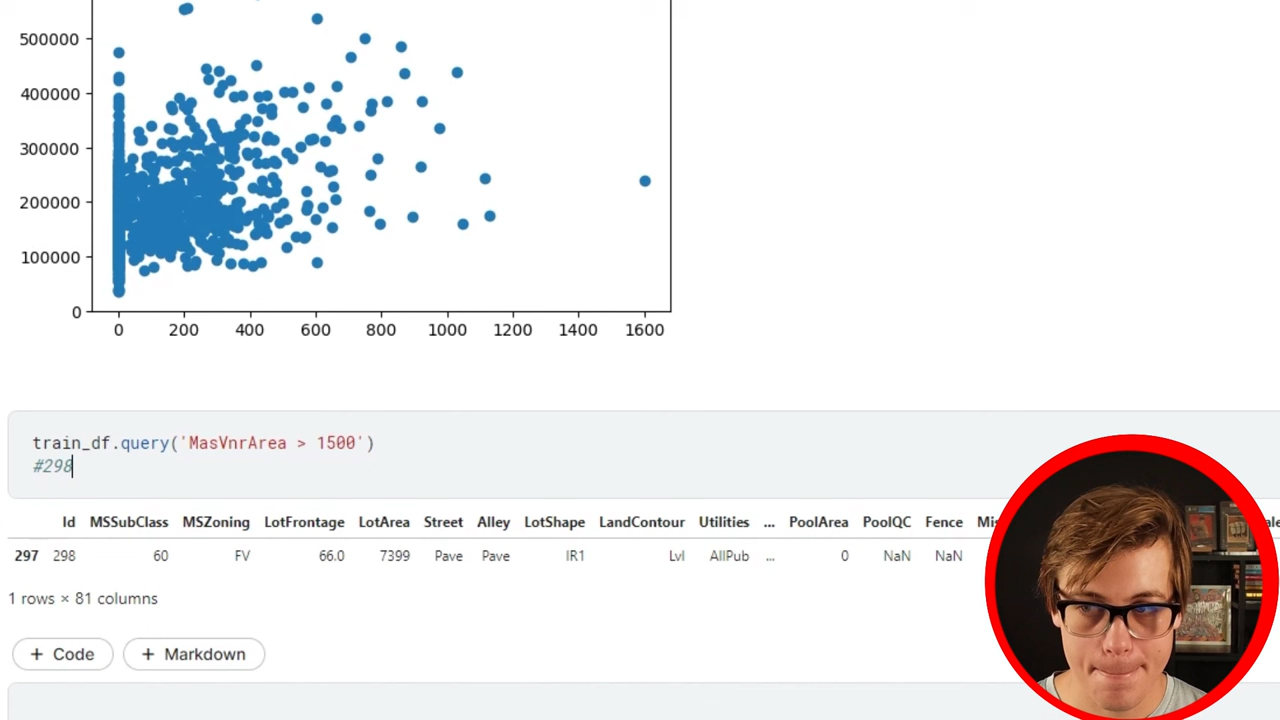 500000
400000
300000
200000
100000
0
0 200 400 600 800 1000 1200 1400 1600
train_df.query('MasVnrArea > 1500')
#298
Id MSSubClass MSZoning LotFrontage LotArea Street Alley LotShape LandContour Utilities ... PoolArea PoolQC Fence
297 298 60 FV 66.0 7399 Pave Pave IR1 Lvl AllPub ... 0 NaN NaN
1 rows × 81 columns
+ Code + Markdown